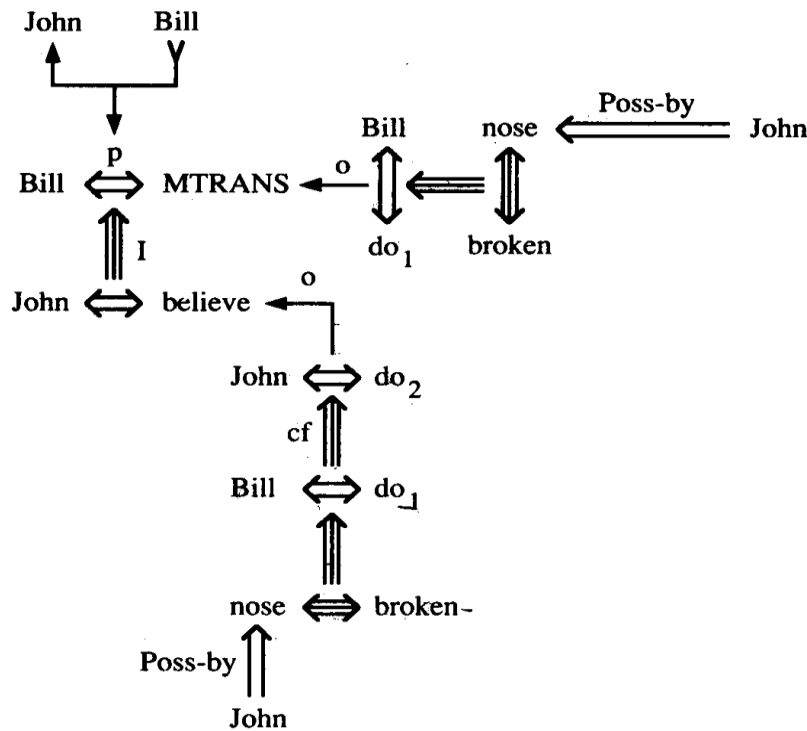 John Bill
Poss-by
Bill nose John
p
Bill MTRANS o
do1 broken
I
John believe o
John do2
cf
Bill do1
nose broken
Poss-by
John